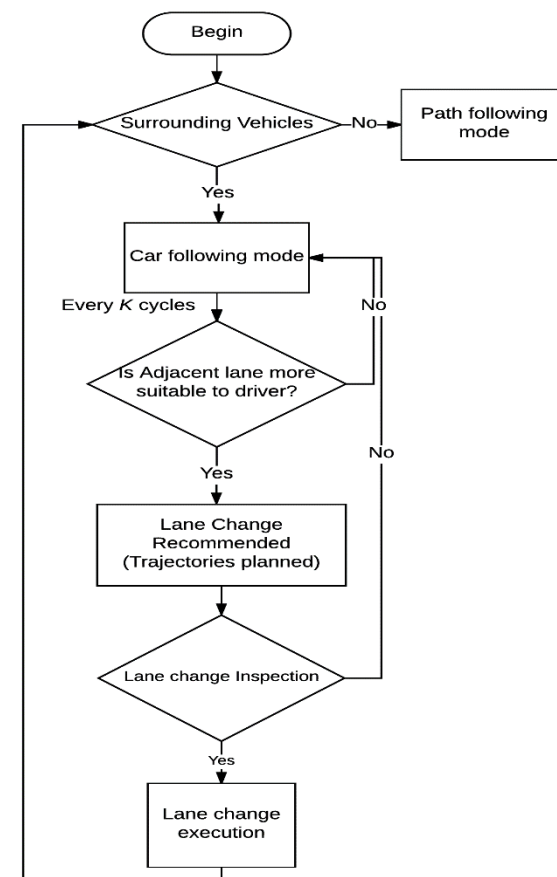 Begin
Surrounding Vehicles
No
Path following
mode
Yes
Car following mode
Every K cycles
No
Is Adjacent lane more
suitable to driver?
No
Yes
Lane Change
Recommended
(Trajectories planned)
Lane change Inspection
Yes
Lane change
execution